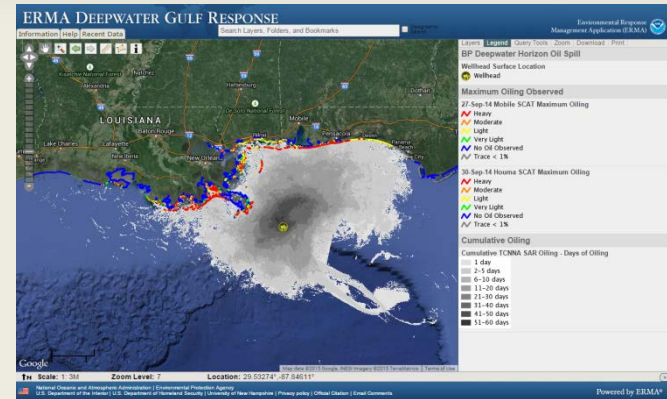 ERMA DEEPWATER GULF RESPONSE
Environmental Response
Management Application (ERMA)
Search Layers, Folders, and Bookmarks
Information Help Recent Data
Layers Legend Query Tools Zoom Download Print
BP Deepwater Horizon Oil Spill
Wellhead Surface Location
Wellhead
Maximum Oiling Observed
27-Sep-14 Mobile SCAT Maximum Oiling
Heavy
Moderate
Light
Very Light
No Oil Observed
Trace < 1%
30-Sep-14 Houma SCAT Maximum Oiling
Heavy
Moderate
Light
Very Light
No Oil Observed
Trace < 1%
Cumulative Oiling
Cumulative TCNNA SAR Oiling - Days of Oiling
1 day
2-5 days
6-10 days
11-20 days
21-30 days
31-40 days
41-50 days
51-60 days
Natchez
Alexandria
Hattiesburg
Dothan
LOUISIANA
Mobile
Baton Rouge
Biloxi
Pensacola
Panama
Lake Charles
Lafayette
New Iberia
New Orleans
Google
Scale: 1: 3M Zoom Level: 7 Location: 29.53274°,-87.84611°
National Oceanic and Atmospheric Administration | Environmental Protection Agency
U.S. Department of the Interior | U.S. Department of Homeland Security | University of New Hampshire | Privacy policy | Official Citation | Email Comments
Powered by ERMA®